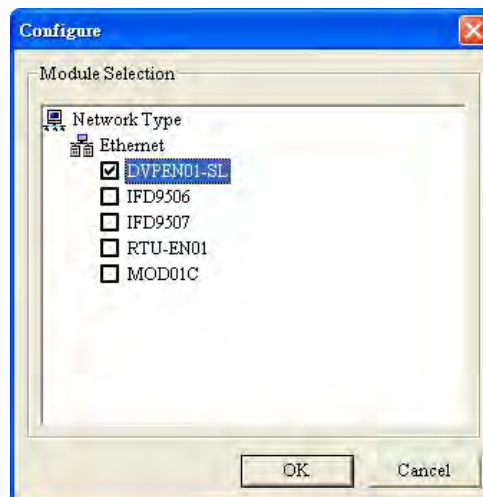 Configure
Module Selection
Network Type
Ethernet
DVPEN01-SL
IFD9506
IFD9507
RTU-EN01
MOD01C
OK
Cancel